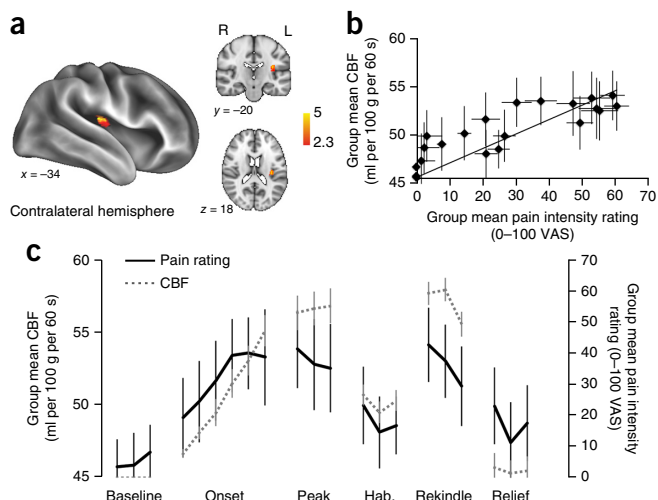 a
R
L
y = −20
5
2.3
x = −34
z = 18
Contralateral hemisphere
b
Group mean CBF
(ml per 100 g per 60 s)
60
55
50
45
0 10 20 30 40 50 60 70
Group mean pain intensity rating
(0–100 VAS)
c
Pain rating
CBF
Group mean CBF
(ml per 100 g per 60 s)
60
55
50
45
Group mean pain intensity
rating (0–100 VAS)
70
60
50
40
30
20
10
0
Baseline Onset Peak Hab. Rekindle Relief